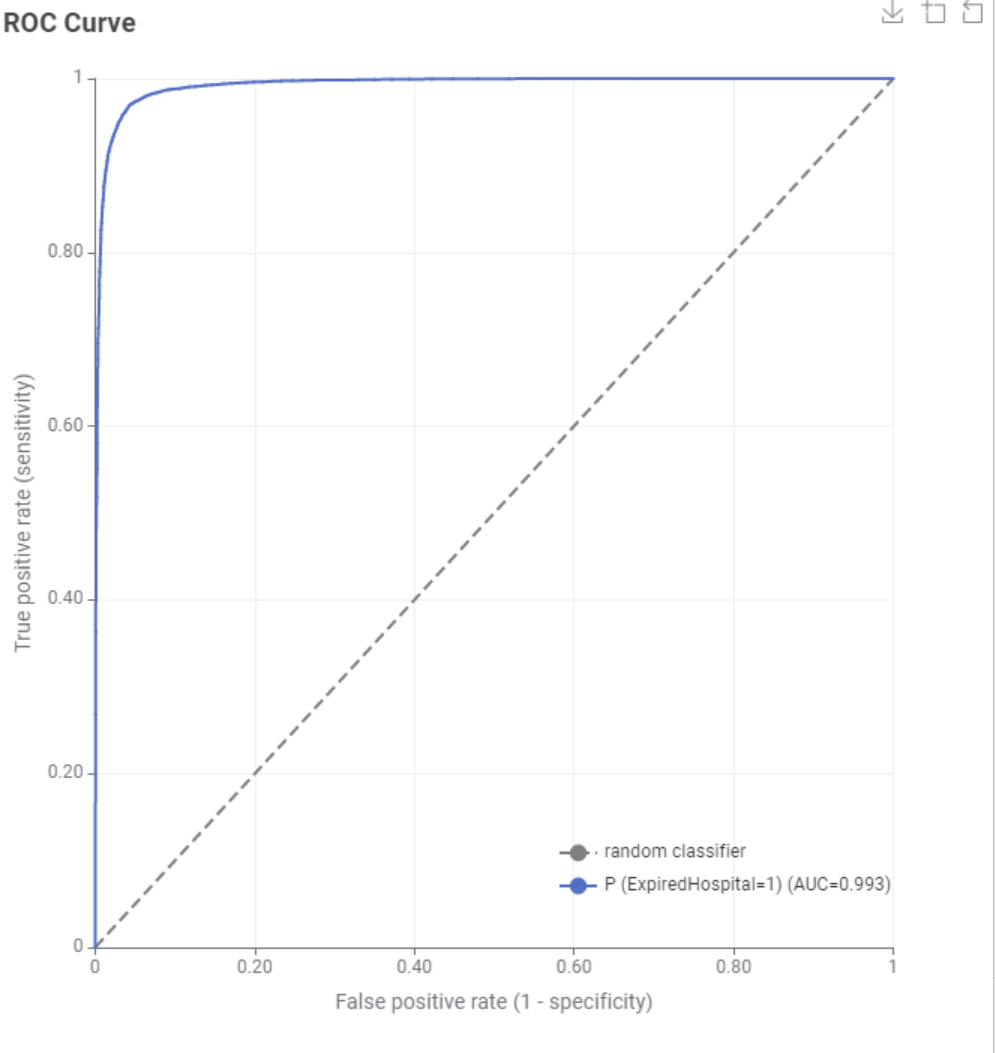 ROC Curve
1
0.80
0.60
0.40
0.20
0
True positive rate (sensitivity)
random classifier
P (ExpiredHospital=1) (AUC=0.993)
0 0.20 0.40 0.60 0.80 1
False positive rate (1 - specificity)